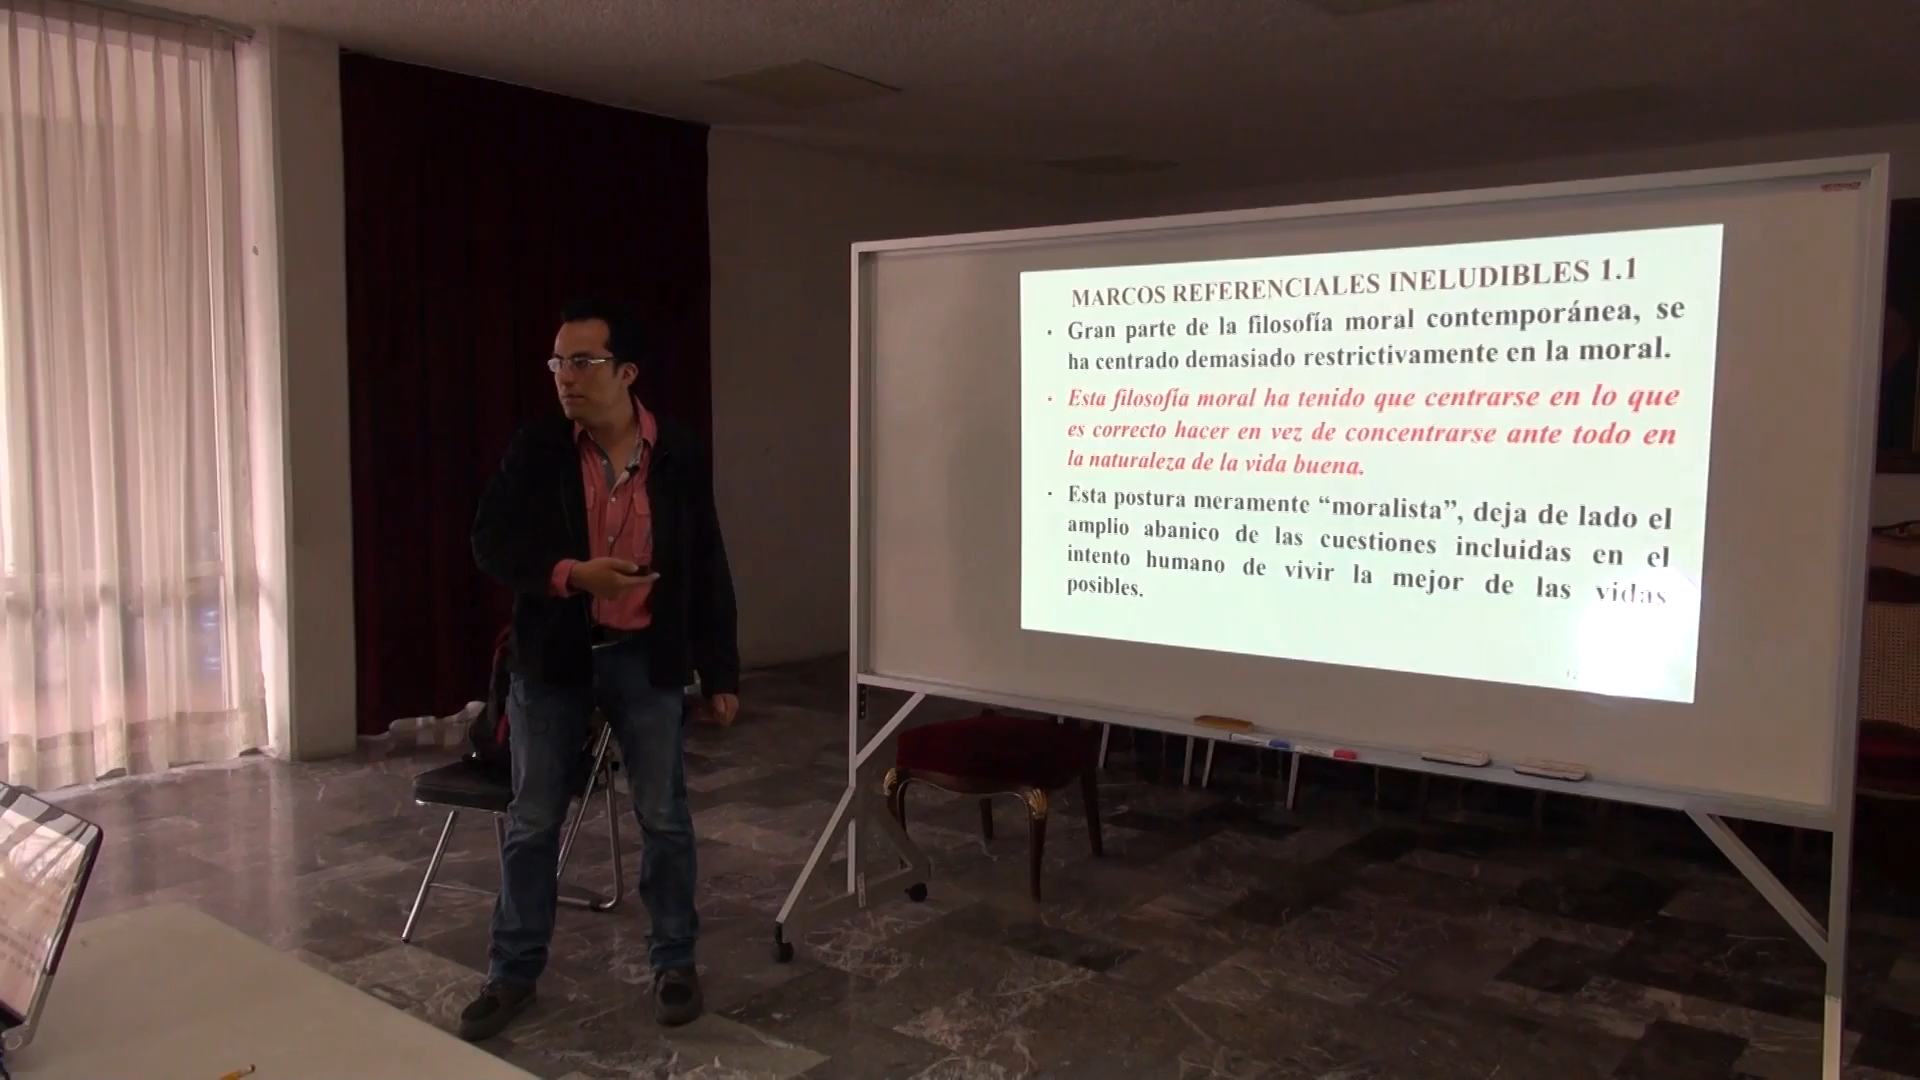 MARCOS REFERENCIALES INELUDIBLES 1.1
· Gran parte de la filosofía moral contemporánea, se
ha centrado demasiado restrictivamente en la moral.
· Esta filosofía moral ha tenido que centrarse en lo que
es correcto hacer en vez de concentrarse ante todo en
la naturaleza de la vida buena.
· Esta postura meramente “moralista”, deja de lado el
amplio abanico de las cuestiones incluidas en el
intento humano de vivir la mejor de las vidas
posibles.